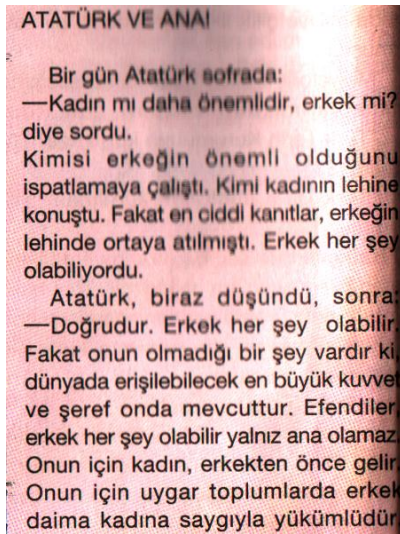 ATATÜRK VE ANA!
Bir gün Atatürk sofrada:
—Kadın mı daha önemlidir, erkek mi?
diye sordu.
Kimisi erkeğin önemli olduğunu
ispatlamaya çalıştı. Kimi kadının lehine
konuştu. Fakat en ciddi kanıtlar, erkeğin
lehinde ortaya atılmıştı. Erkek her şey
olabiliyordu.
Atatürk, biraz düşündü, sonra:
—Doğrudur. Erkek her şey olabilir.
Fakat onun olmadığı bir şey vardır ki,
dünyada erişilebilecek en büyük kuvvet
ve şeref onda mevcuttur. Efendiler,
erkek her şey olabilir yalnız ana olamaz.
Onun için kadın, erkekten önce gelir.
Onun için uygar toplumlarda erkek
daima kadına saygıyla yükümlüdür.